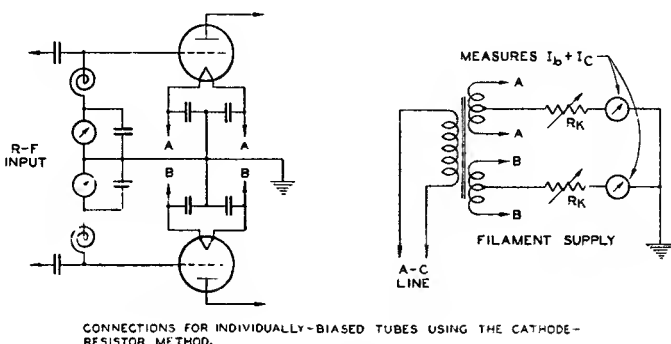 R-F
INPUT
A A
B B
MEASURES Ib + Ic
A
A
B
B
RK
RK
FILAMENT SUPPLY
A-C
LINE
CONNECTIONS FOR INDIVIDUALLY-BIASED TUBES USING THE CATHODE-
RESISTOR METHOD.